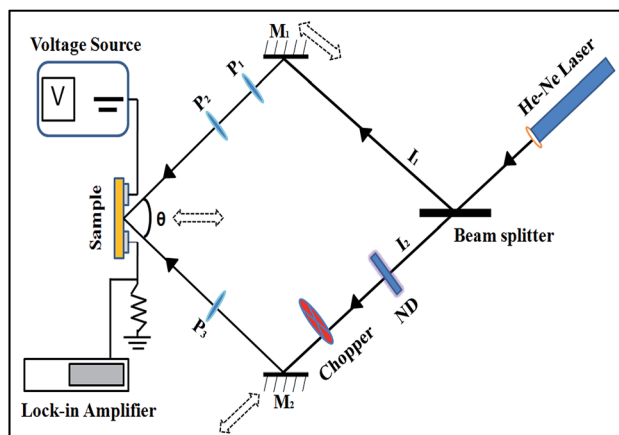 Voltage Source
V
M₁
He-Ne Laser
P₁
P₂
I₁
Sample
θ
Beam splitter
I₂
ND
P₃
Chopper
M₂
Lock-in Amplifier